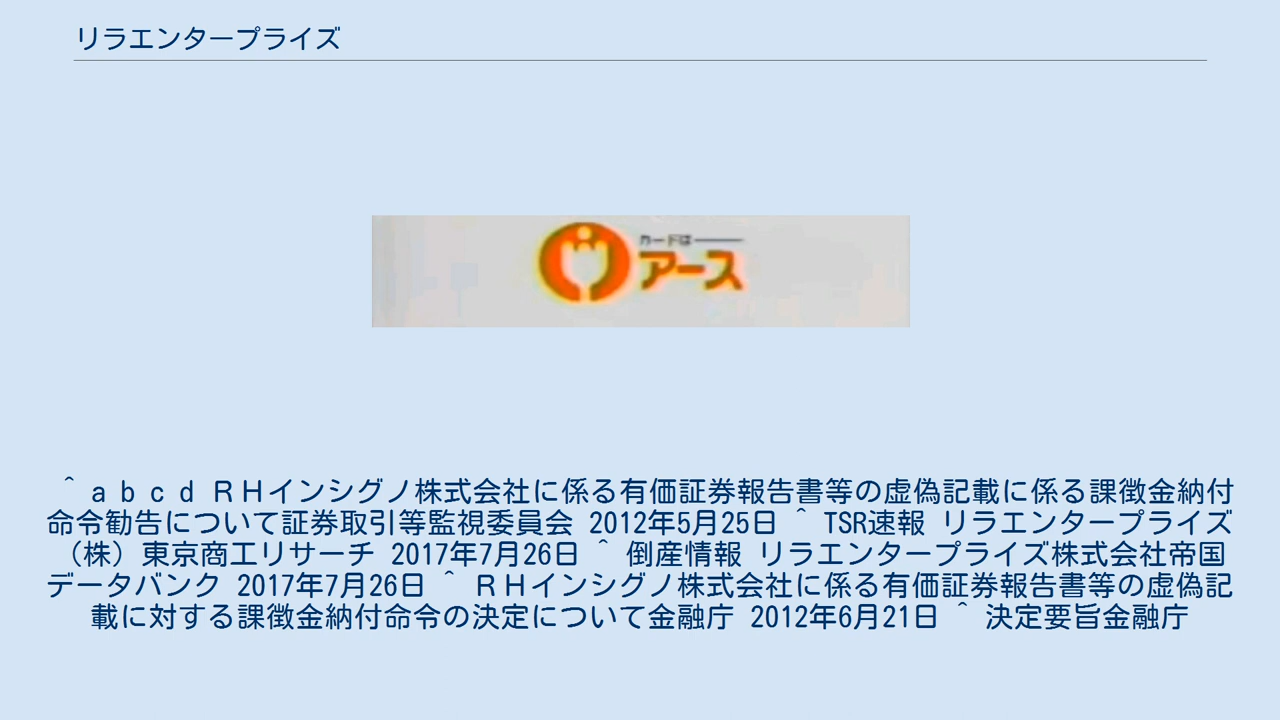 リラエンタープライズ
カードは
アース
^ a b c d ＲＨインシグノ株式会社に係る有価証券報告書等の虚偽記載に係る課徴金納付
命令勧告について証券取引等監視委員会 2012年5月25日 ^ TSR速報 リラエンタープライズ
（株）東京商工リサーチ 2017年7月26日 ^ 倒産情報 リラエンタープライズ株式会社帝国
データバンク 2017年7月26日 ^ ＲＨインシグノ株式会社に係る有価証券報告書等の虚偽記
載に対する課徴金納付命令の決定について金融庁 2012年6月21日 ^ 決定要旨金融庁